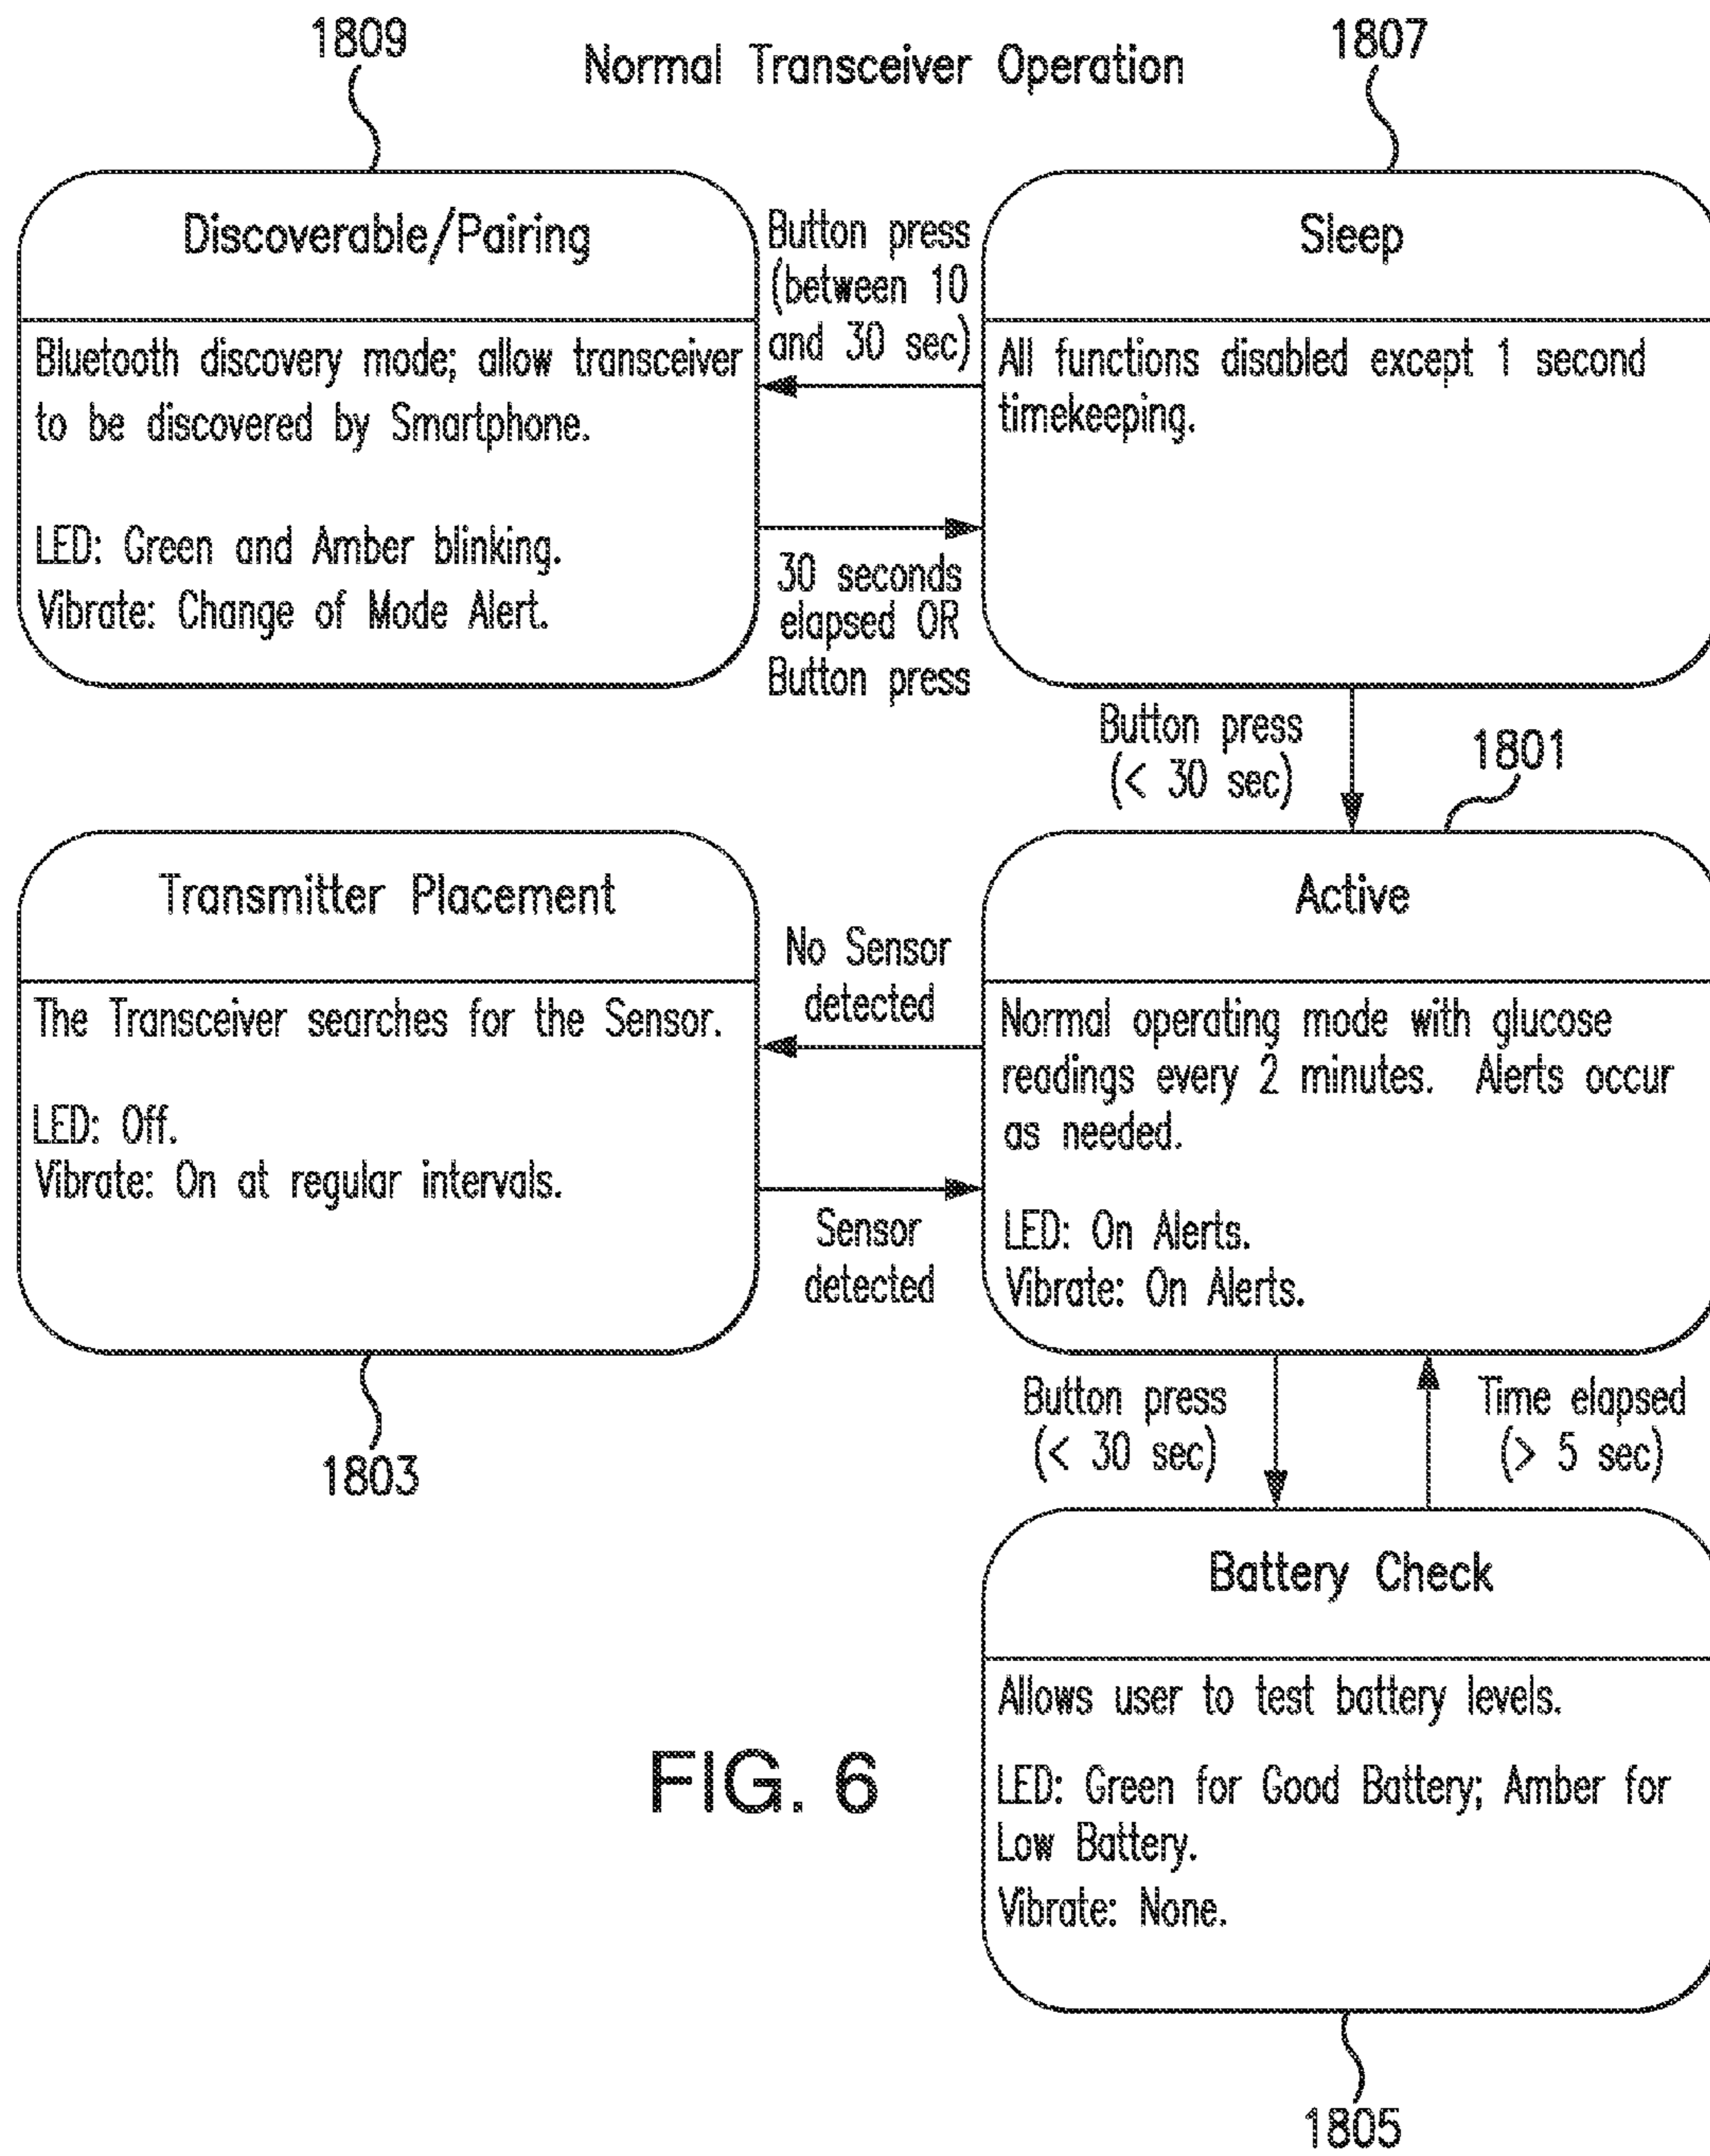 1809
Normal Transceiver Operation
1807
Discoverable/Pairing
Bluetooth discovery mode; allow transceiver
to be discovered by Smartphone.
LED: Green and Amber blinking.
Vibrate: Change of Mode Alert.
Button press
(between 10
and 30 sec)
30 seconds
elapsed OR
Button press
Sleep
All functions disabled except 1 second
timekeeping.
Button press
(< 30 sec)
1801
Transmitter Placement
The Transceiver searches for the Sensor.
LED: Off.
Vibrate: On at regular intervals.
1803
No Sensor
detected
Sensor
detected
Active
Normal operating mode with glucose
readings every 2 minutes. Alerts occur
as needed.
LED: On Alerts.
Vibrate: On Alerts.
Button press
(< 30 sec)
Time elapsed
(> 5 sec)
Battery Check
Allows user to test battery levels.
LED: Green for Good Battery; Amber for
Low Battery.
Vibrate: None.
1805
FIG. 6